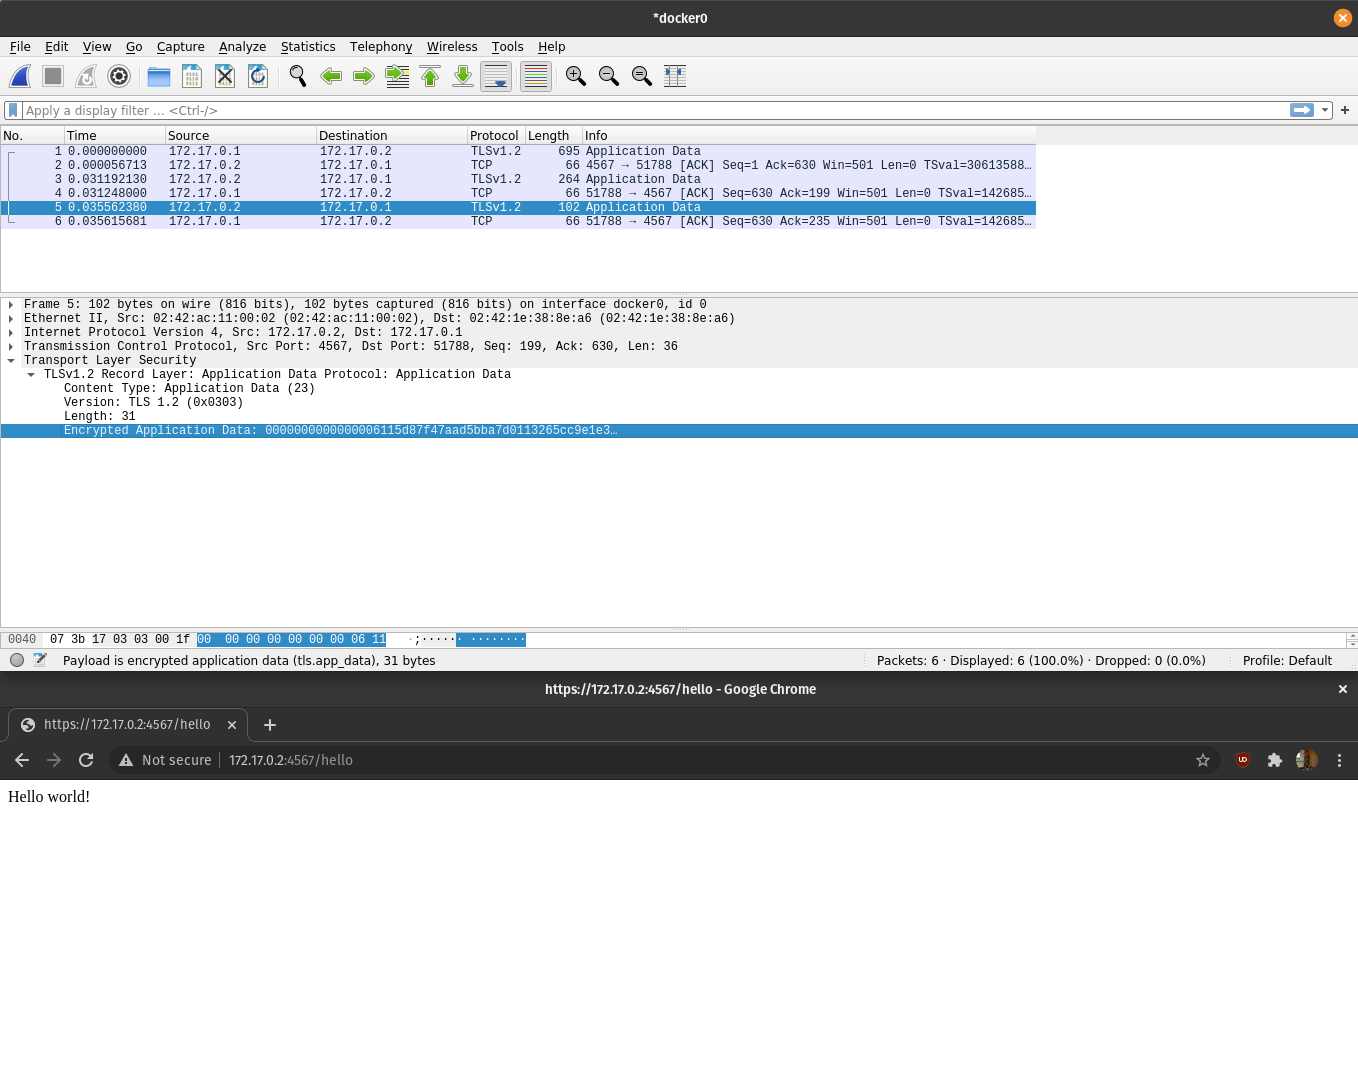 *docker0
File Edit View Go Capture Analyze Statistics Telephony Wireless Tools Help
Apply a display filter … <Ctrl-/>
No. Time Source Destination Protocol Length Info
1 0.000000000 172.17.0.1 172.17.0.2 TLSv1.2 695 Application Data
2 0.000056713 172.17.0.2 172.17.0.1 TCP 66 4567 → 51788 [ACK] Seq=1 Ack=630 Win=501 Len=0 TSval=30613588…
3 0.031192130 172.17.0.2 172.17.0.1 TLSv1.2 264 Application Data
4 0.031248000 172.17.0.1 172.17.0.2 TCP 66 51788 → 4567 [ACK] Seq=630 Ack=199 Win=501 Len=0 TSval=142685…
5 0.035562380 172.17.0.2 172.17.0.1 TLSv1.2 102 Application Data
6 0.035615681 172.17.0.1 172.17.0.2 TCP 66 51788 → 4567 [ACK] Seq=630 Ack=235 Win=501 Len=0 TSval=142685…
Frame 5: 102 bytes on wire (816 bits), 102 bytes captured (816 bits) on interface docker0, id 0
Ethernet II, Src: 02:42:ac:11:00:02 (02:42:ac:11:00:02), Dst: 02:42:1e:38:8e:a6 (02:42:1e:38:8e:a6)
Internet Protocol Version 4, Src: 172.17.0.2, Dst: 172.17.0.1
Transmission Control Protocol, Src Port: 4567, Dst Port: 51788, Seq: 199, Ack: 630, Len: 36
Transport Layer Security
TLSv1.2 Record Layer: Application Data Protocol: Application Data
Content Type: Application Data (23)
Version: TLS 1.2 (0x0303)
Length: 31
Encrypted Application Data: 0000000000000006115d87f47aad5bba7d0113265cc9e1e3…
0040 07 3b 17 03 03 00 1f 00 00 00 00 00 00 00 06 11 ·;······ ········
Payload is encrypted application data (tls.app_data), 31 bytes Packets: 6 · Displayed: 6 (100.0%) · Dropped: 0 (0.0%) Profile: Default
https://172.17.0.2:4567/hello - Google Chrome
https://172.17.0.2:4567/hello
Not secure 172.17.0.2:4567/hello
Hello world!